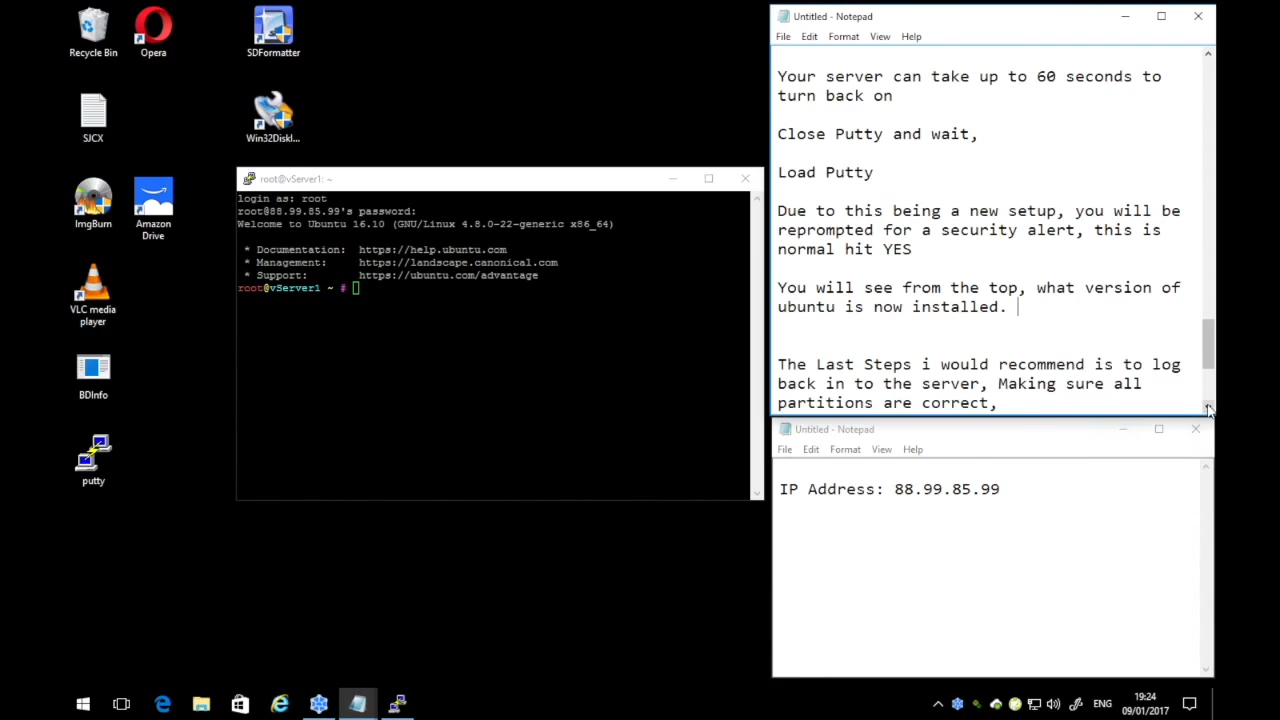 Recycle Bin
Opera
SDFormatter
SJCX
Win32DiskI...
ImgBurn
Amazon
Drive
VLC media
player
BDInfo
putty
root@vServer1: ~
login as: root
root@88.99.85.99's password:
Welcome to Ubuntu 16.10 (GNU/Linux 4.8.0-22-generic x86_64)
* Documentation: https://help.ubuntu.com
* Management: https://landscape.canonical.com
* Support: https://ubuntu.com/advantage
root@vServer1 ~ #
Untitled - Notepad
File Edit Format View Help
Your server can take up to 60 seconds to
turn back on
Close Putty and wait,
Load Putty
Due to this being a new setup, you will be
reprompted for a security alert, this is
normal hit YES
You will see from the top, what version of
ubuntu is now installed.
The Last Steps i would recommend is to log
back in to the server, Making sure all
partitions are correct,
Untitled - Notepad
File Edit Format View Help
IP Address: 88.99.85.99
ENG
19:24
09/01/2017